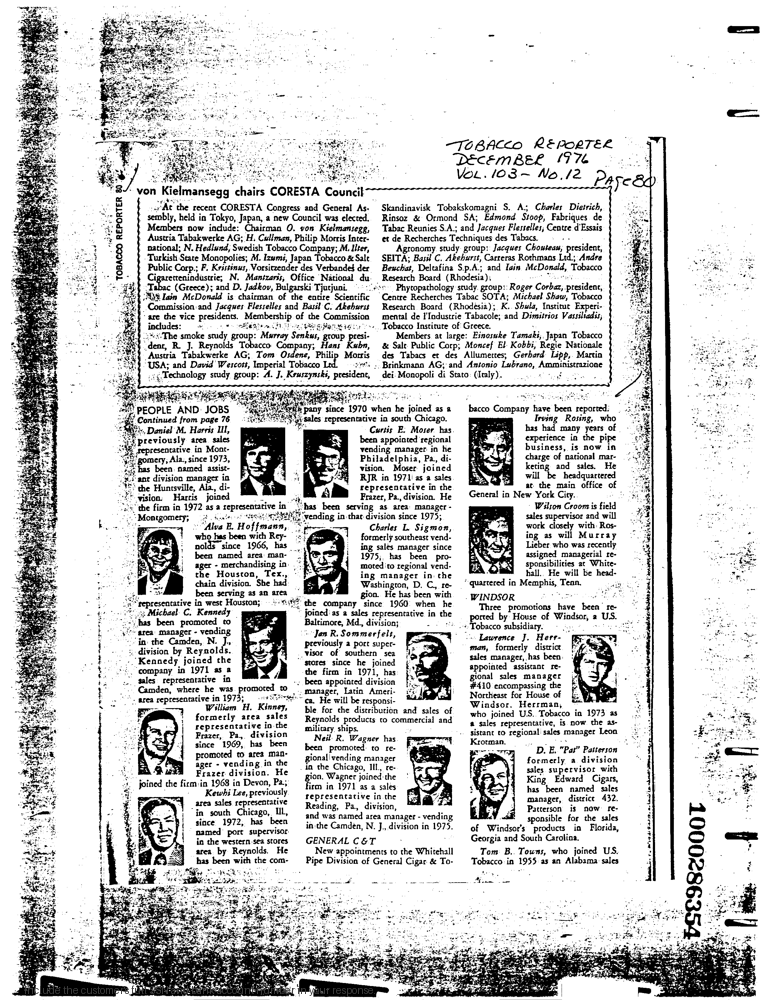 TOBACCO REPORTER
DECEMBER 1976
VOL. 103 - NO. 12 PAGE 80
TOBACCO REPORTER 80
von Kielmansegg chairs CORESTA Council
At the recent CORESTA Congress and General As-
sembly, held in Tokyo, Japan, a new Council was elected.
Members now include: Chairman O. von Kielmansegg,
Austria Tabakwerke AG; H. Cullman, Philip Morris Inter-
national; N. Hedlund, Swedish Tobacco Company; M. Ilter,
Turkish State Monopolies; M. Izumi, Japan Tobacco & Salt
Public Corp.; F. Kristinus, Vorsitzender des Verbandes der
Cigarettenindustrie; N. Mantzaris, Office National du
Tabac (Greece); and D. Jadkov, Bulgarski Tjutjuni.
Iain McDonald is chairman of the entire Scientific
Commission and Jacques Flesselles and Basil C. Akehurst
are the vice presidents. Membership of the Commission
includes:
The smoke study group: Murray Senkus, group presi-
dent, R. J. Reynolds Tobacco Company; Hans Kuhn,
Austria Tabakwerke AG; Tom Osdene, Philip Morris
USA; and David Wescott, Imperial Tobacco Ltd.
Technology study group: A. J. Kruszynski, president,
Skandinavisk Tobakskomagni S. A.; Charles Dietrich,
Rinsoz & Ormond SA; Edmond Stoop, Fabriques de
Tabac Reunies S.A.; and Jacques Flesselles, Centre d'Essais
et de Recherches Techniques des Tabacs.
Agronomy study group: Jacques Chouteau, president,
SEITA; Basil C. Akehurst, Carreras Rothmans Ltd.; Andre
Beuchat, Deltafina S.p.A.; and Iain McDonald, Tobacco
Research Board (Rhodesia).
Phytopathology study group: Roger Corbaz, president,
Centre Recherches Tabac SOTA; Michael Shaw, Tobacco
Research Board (Rhodesia); K. Shula, Institut Experi-
mental de l'Industrie Tabacole; and Dimitrios Vassiliadis,
Tobacco Institute of Greece.
Members at large: Einosuke Tamaki, Japan Tobacco
& Salt Public Corp; Moncef El Kobbi, Regie Nationale
des Tabacs et des Allumettes; Gerhard Lipp, Martin
Brinkmann AG; and Antonio Lubrano, Amministrazione
dei Monopoli di Stato (Italy).
PEOPLE AND JOBS
Continued from page 76
Daniel M. Harris III,
previously area sales
representative in Mont-
gomery, Ala., since 1973,
has been named assist-
ant division manager in
the Huntsville, Ala., di-
vision. Harris joined
the firm in 1972 as a representative in
Montgomery;
Alva E. Hoffmann,
who has been with Rey-
nolds since 1966, has
been named area man-
ager - merchandising in
the Houston, Tex.,
chain division. She had
been serving as an area
representative in west Houston;
Michael C. Kennedy
has been promoted to
area manager - vending
in the Camden, N. J.,
division by Reynolds.
Kennedy joined the
company in 1971 as a
sales representative in
Camden, where he was promoted to
area representative in 1973;
William H. Kinney,
formerly area sales
representative in the
Frazer, Pa., division
since 1969, has been
promoted to area man-
ager - vending in the
Frazer division. He
joined the firm in 1968 in Devon, Pa.;
Kewhi Lee, previously
area sales representative
in south Chicago, Ill.,
since 1972, has been
named port supervisor
in the western sea stores
area by Reynolds. He
has been with the com-
pany since 1970 when he joined as a
sales representative in south Chicago.
Curtis E. Moser has
been appointed regional
vending manager in he
Philadelphia, Pa., di-
vision. Moser joined
RJR in 1971 as a sales
representative in the
Frazer, Pa., division. He
has been serving as area manager -
vending in that division since 1975;
Charles L. Sigmon,
formerly southeast vend-
ing sales manager since
1975, has been pro-
moted to regional vend-
ing manager in the
Washington, D. C., re-
gion. He has been with
the company since 1960 when he
joined as a sales representative in the
Baltimore, Md., division;
Jan R. Sommerfelt,
previously a port super-
visor of southern sea
stores since he joined
the firm in 1971, has
been appointed division
manager, Latin Ameri-
ca. He will be responsi-
ble for the distribution and sales of
Reynolds products to commercial and
military ships.
Neil R. Wagner has
been promoted to re-
gional vending manager
in the Chicago, Ill., re-
gion. Wagner joined the
firm in 1971 as a sales
representative in the
Reading, Pa., division,
and was named area manager - vending
in the Camden, N. J., division in 1975.
GENERAL C & T
New appointments to the Whitehall
Pipe Division of General Cigar & To-
bacco Company have been reported.
Irving Rosing, who
has had many years of
experience in the pipe
business, is now in
charge of national mar-
keting and sales. He
will be headquartered
at the main office of
General in New York City.
Wilson Croom is field
sales supervisor and will
work closely with Ros-
ing as will Murray
Lieber who was recently
assigned managerial re-
sponsibilities at White-
hall. He will be head-
quartered in Memphis, Tenn.
WINDSOR
Three promotions have been re-
ported by House of Windsor, a U.S.
Tobacco subsidiary.
Lawrence J. Herr-
man, formerly district
sales manager, has been
appointed assistant re-
gional sales manager
#410 encompassing the
Northeast for House of
Windsor. Herrman,
who joined U.S. Tobacco in 1973 as
a sales representative, is now the as-
sistant to regional sales manager Leon
Krotman.
D. E. "Pat" Patterson
formerly a division
sales supervisor with
King Edward Cigars,
has been named sales
manager, district 432.
Patterson is now re-
sponsible for the sales
of Windsor's products in Florida,
Georgia and South Carolina.
Tom B. Towns, who joined U.S.
Tobacco in 1955 as an Alabama sales
1000286354